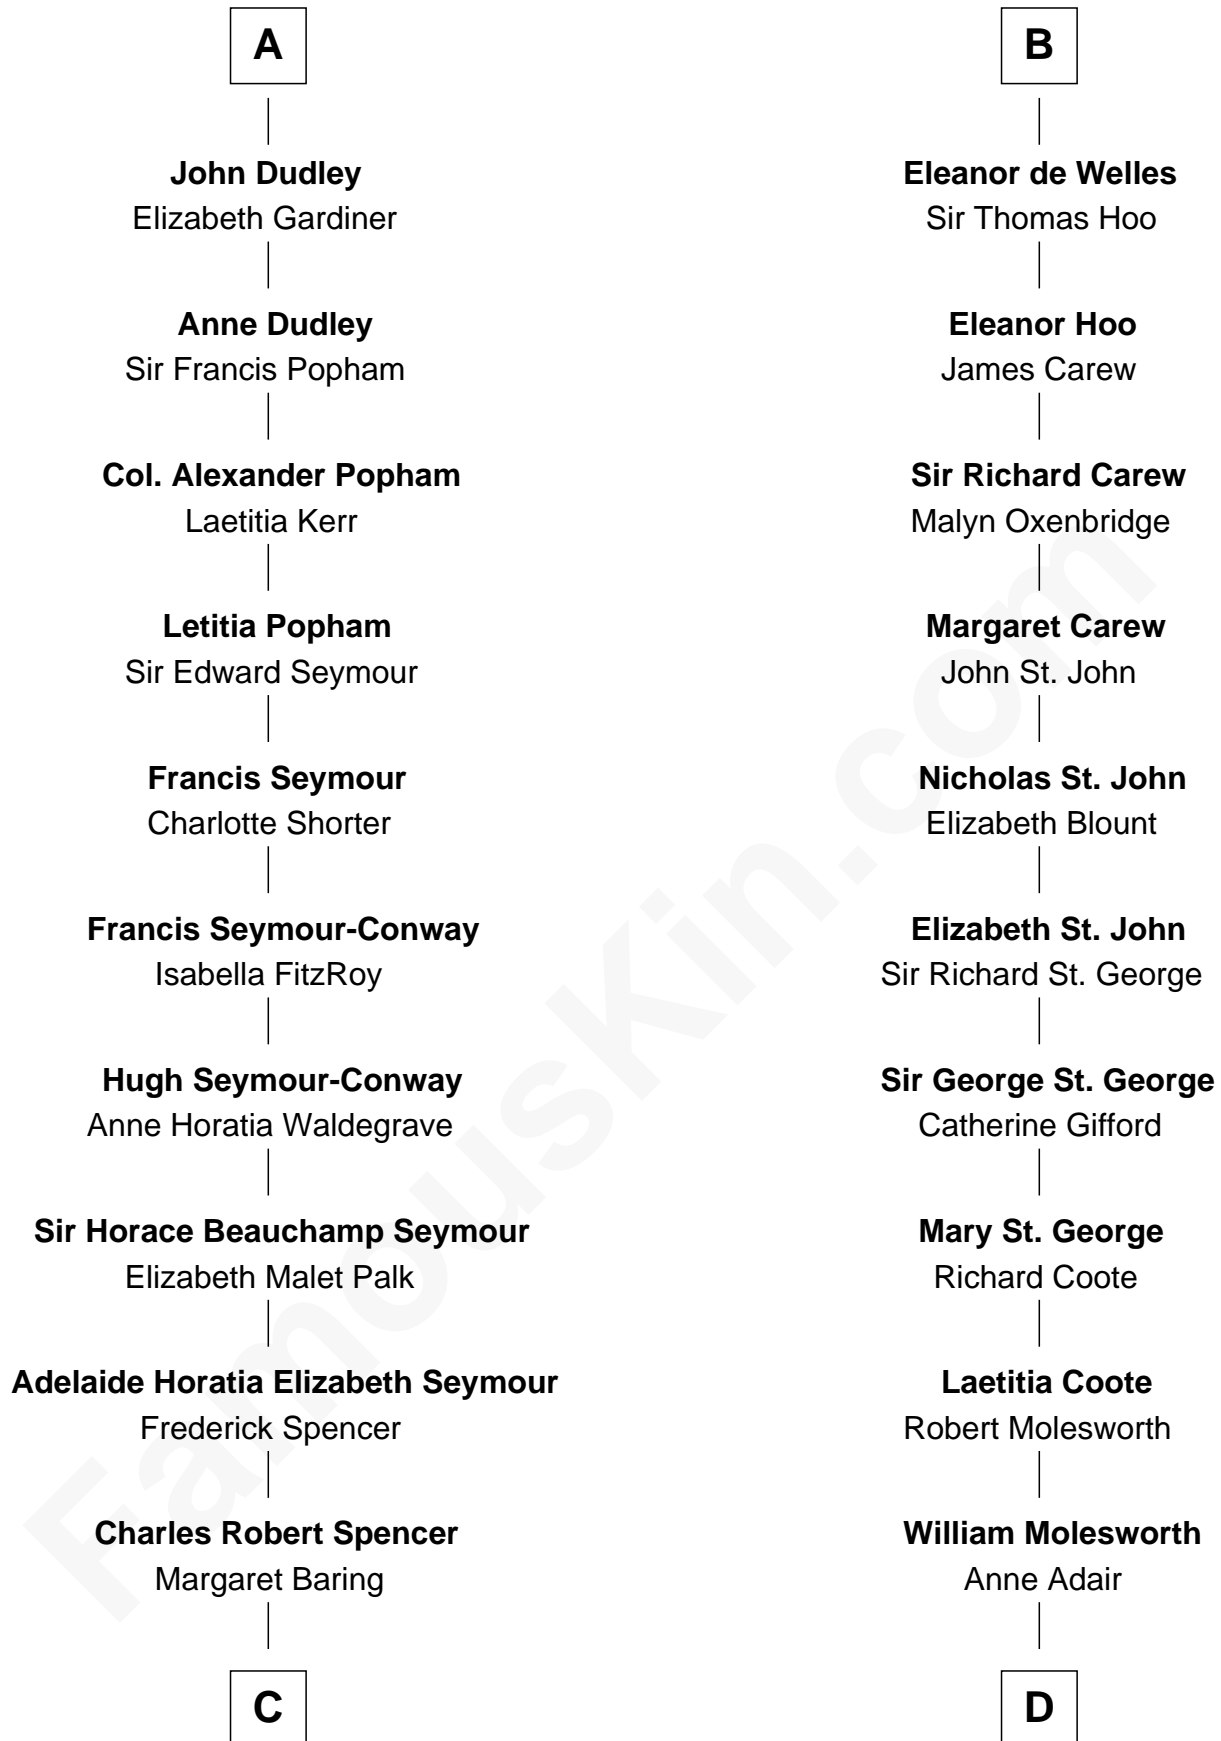 A
John Dudley
Elizabeth Gardiner
Anne Dudley
Sir Francis Popham
Col. Alexander Popham
Laetitia Kerr
Letitia Popham
Sir Edward Seymour
Francis Seymour
Charlotte Shorter
Francis Seymour-Conway
Isabella FitzRoy
Hugh Seymour-Conway
Anne Horatia Waldegrave
Sir Horace Beauchamp Seymour
Elizabeth Malet Palk
Adelaide Horatia Elizabeth Seymour
Frederick Spencer
Charles Robert Spencer
Margaret Baring
C
B
Eleanor de Welles
Sir Thomas Hoo
Eleanor Hoo
James Carew
Sir Richard Carew
Malyn Oxenbridge
Margaret Carew
John St. John
Nicholas St. John
Elizabeth Blount
Elizabeth St. John
Sir Richard St. George
Sir George St. George
Catherine Gifford
Mary St. George
Richard Coote
Laetitia Coote
Robert Molesworth
William Molesworth
Anne Adair
D
FamousKin.com